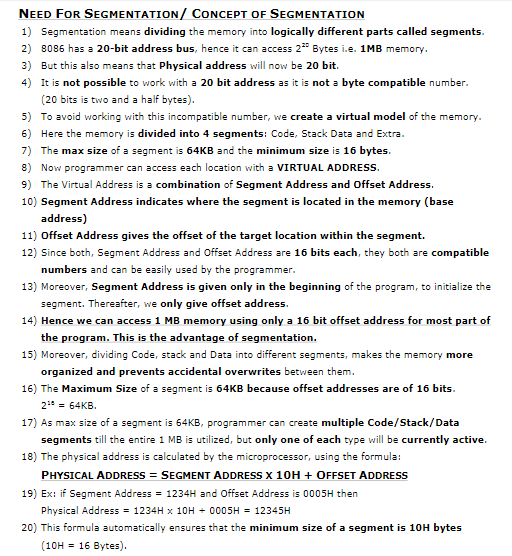 NEED FOR SEGMENTATION/ CONCEPT OF SEGMENTATION
1) Segmentation means dividing the memory into logically different parts called segments.
2) 8086 has a 20-bit address bus, hence it can access 2²⁰ Bytes i.e. 1MB memory.
3) But this also means that Physical address will now be 20 bit.
4) It is not possible to work with a 20 bit address as it is not a byte compatible number.
(20 bits is two and a half bytes).
5) To avoid working with this incompatible number, we create a virtual model of the memory.
6) Here the memory is divided into 4 segments: Code, Stack Data and Extra.
7) The max size of a segment is 64KB and the minimum size is 16 bytes.
8) Now programmer can access each location with a VIRTUAL ADDRESS.
9) The Virtual Address is a combination of Segment Address and Offset Address.
10) Segment Address indicates where the segment is located in the memory (base
address)
11) Offset Address gives the offset of the target location within the segment.
12) Since both, Segment Address and Offset Address are 16 bits each, they both are compatible
numbers and can be easily used by the programmer.
13) Moreover, Segment Address is given only in the beginning of the program, to initialize the
segment. Thereafter, we only give offset address.
14) Hence we can access 1 MB memory using only a 16 bit offset address for most part of
the program. This is the advantage of segmentation.
15) Moreover, dividing Code, stack and Data into different segments, makes the memory more
organized and prevents accidental overwrites between them.
16) The Maximum Size of a segment is 64KB because offset addresses are of 16 bits.
2¹⁶ = 64KB.
17) As max size of a segment is 64KB, programmer can create multiple Code/Stack/Data
segments till the entire 1 MB is utilized, but only one of each type will be currently active.
18) The physical address is calculated by the microprocessor, using the formula:
PHYSICAL ADDRESS = SEGMENT ADDRESS X 10H + OFFSET ADDRESS
19) Ex: if Segment Address = 1234H and Offset Address is 0005H then
Physical Address = 1234H x 10H + 0005H = 12345H
20) This formula automatically ensures that the minimum size of a segment is 10H bytes
(10H = 16 Bytes).